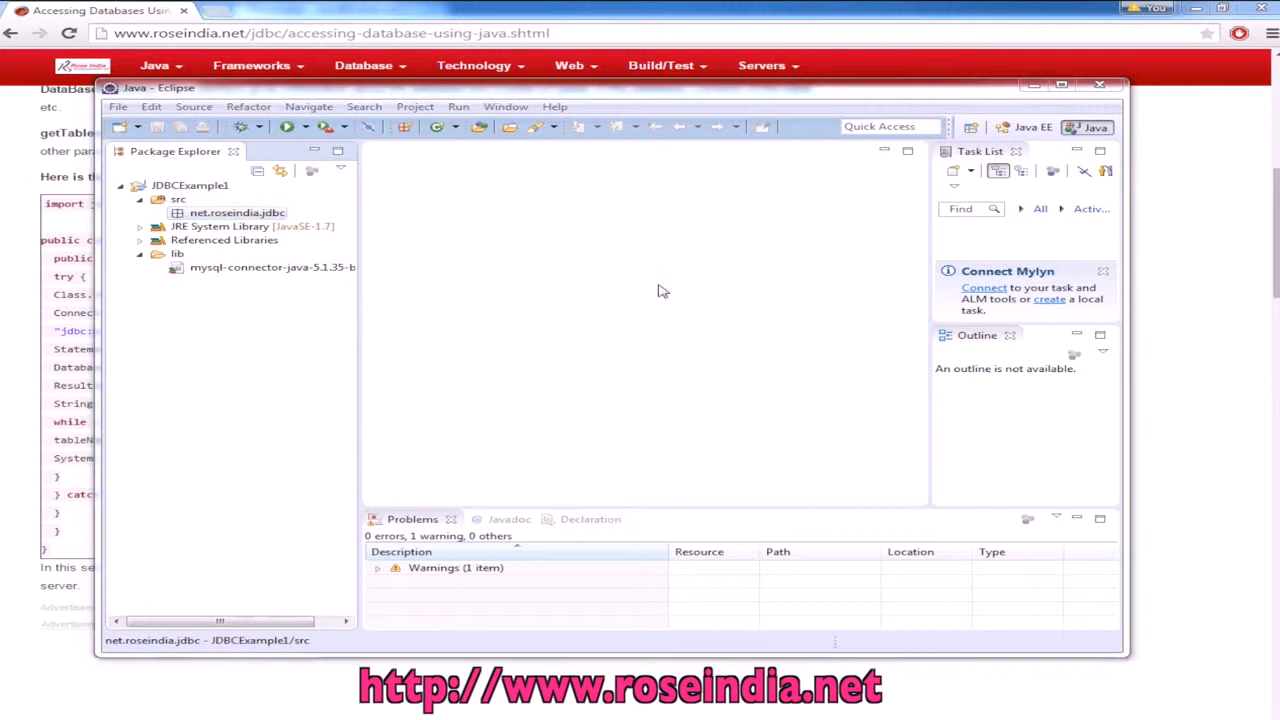 Accessing Databases Usin
You
www.roseindia.net/jdbc/accessing-database-using-java.shtml
Rose India
Java Frameworks Database Technology Web Build/Test Servers
DataBas
etc.
getTable
other par
Here is th
import j
public c
public
try {
Class.
Connec
"jdbc:
Statem
Databa
Result
String
while
tableN
System
}
} catc
}
}
}
In this se
server.
Advertisem
Advertisem
Java - Eclipse
File Edit Source Refactor Navigate Search Project Run Window Help
Quick Access
Java EE
Java
Package Explorer
JDBCExample1
src
net.roseindia.jdbc
JRE System Library [JavaSE-1.7]
Referenced Libraries
lib
mysql-connector-java-5.1.35-b
Task List
Find
All
Activ...
Connect Mylyn
Connect to your task and
ALM tools or create a local
task.
Outline
An outline is not available.
Problems Javadoc Declaration
0 errors, 1 warning, 0 others
Description Resource Path Location Type
Warnings (1 item)
net.roseindia.jdbc - JDBCExample1/src
http://www.roseindia.net